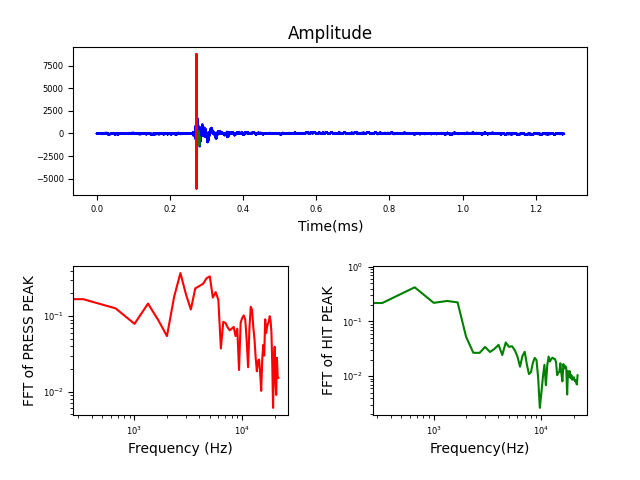 Amplitude
7500
5000
2500
0
−2500
−5000
0.0 0.2 0.4 0.6 0.8 1.0 1.2
Time(ms)
FFT of PRESS PEAK
10⁻¹
10⁻²
10³ 10⁴
Frequency (Hz)
FFT of HIT PEAK
10⁰
10⁻¹
10⁻²
10³ 10⁴
Frequency(Hz)